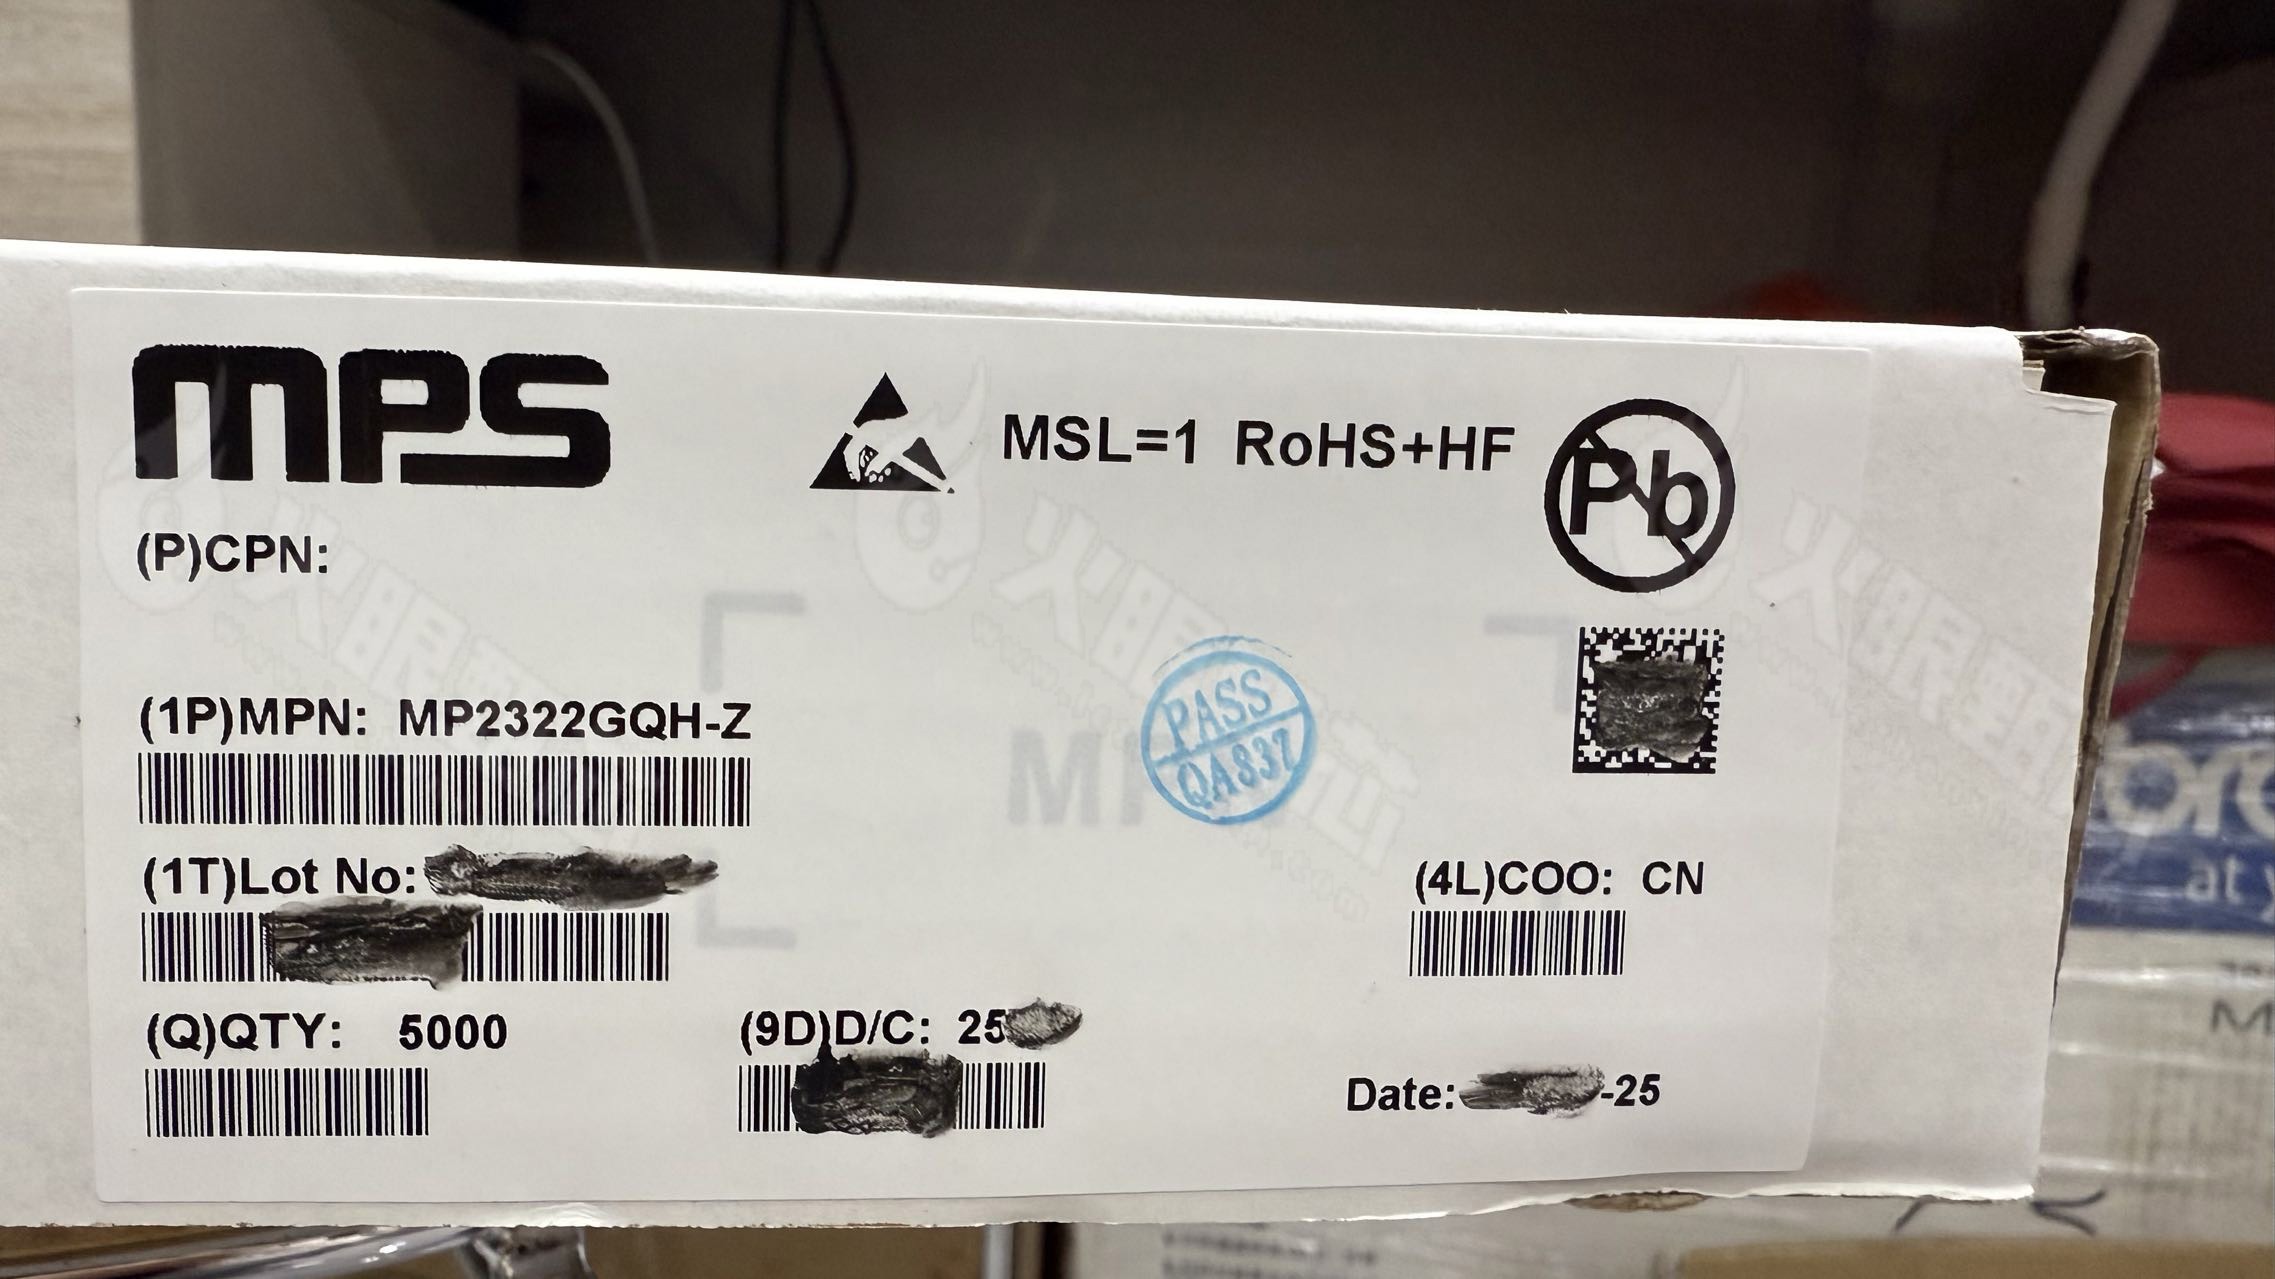 MPS
MSL=1 RoHS+HF
Pb
(P)CPN:
(1P)MPN: MP2322GQH-Z
PASS
QA837
(1T)Lot No:
(4L)COO: CN
(Q)QTY: 5000
(9D)D/C: 25
Date: -25
at
M